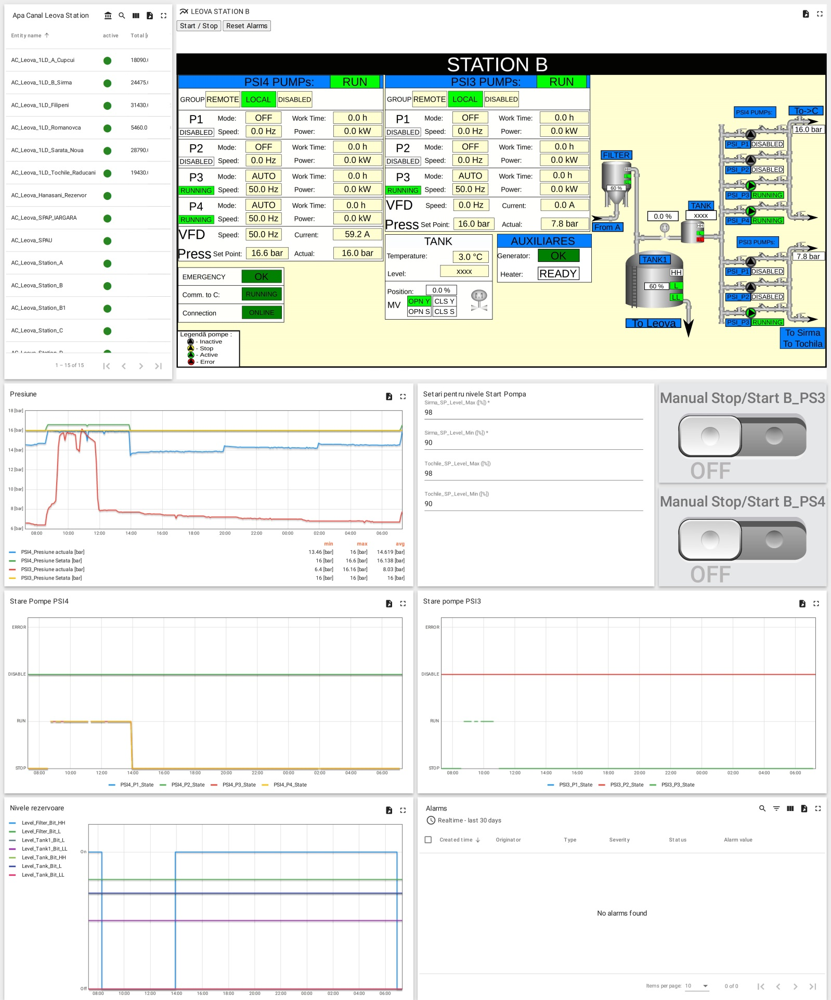 Apa Canal Leova Station
Entity name
active
Total [
AC_Leova_1LD_A_Cupcui
18090.
AC_Leova_1LD_B_Sirma
24475.
AC_Leova_1LD_Filipeni
31430.
AC_Leova_1LD_Romanovca
5460.0
AC_Leova_1LD_Sarata_Noua
28790.
AC_Leova_1LD_Tochile_Raducani
19430.
AC_Leova_Hanasani_Rezervor
AC_Leova_SPAP_IARGARA
AC_Leova_SPAU
AC_Leova_Station_A
AC_Leova_Station_B
AC_Leova_Station_B1
AC_Leova_Station_C
AC_Leova_Station_D
1 – 15 of 15
LEOVA STATION B
Start / Stop
Reset Alarms
STATION B
PSI4 PUMPs:
RUN
GROUP
REMOTE
LOCAL
DISABLED
P1
Mode:
OFF
Work Time:
0.0 h
DISABLED
Speed:
0.0 Hz
Power:
0.0 kW
P2
Mode:
OFF
Work Time:
0.0 h
DISABLED
Speed:
0.0 Hz
Power:
0.0 kW
P3
Mode:
AUTO
Work Time:
0.0 h
RUNNING
Speed:
50.0 Hz
Power:
0.0 kW
P4
Mode:
AUTO
Work Time:
0.0 h
RUNNING
Speed:
50.0 Hz
Power:
0.0 kW
VFD
Speed:
50.0 Hz
Current:
59.2 A
Press
Set Point:
16.6 bar
Actual:
16.0 bar
EMERGENCY
OK
Comm. to C:
RUNNING
Connection
ONLINE
Legendă pompe :
- Inactive
- Stop
- Active
- Error
PSI3 PUMPs:
RUN
GROUP
REMOTE
LOCAL
DISABLED
P1
Mode:
OFF
Work Time:
0.0 h
DISABLED
Speed:
0.0 Hz
Power:
0.0 kW
P2
Mode:
OFF
Work Time:
0.0 h
DISABLED
Speed:
0.0 Hz
Power:
0.0 kW
P3
Mode:
AUTO
Work Time:
0.0 h
RUNNING
Speed:
50.0 Hz
Power:
0.0 kW
VFD
Speed:
0.0 Hz
Current:
0.0 A
Press
Set Point:
16.0 bar
Actual:
7.8 bar
TANK
Temperature:
3.0 °C
Level:
xxxx
Position:
0.0 %
MV
OPN Y
CLS Y
OPN S
CLS S
M
AUXILIARES
Generator:
OK
Heater:
READY
FILTER
HH
L
LL
60 %
From A
0.0 %
M
TANK
xxxx
HH
L
LL
TANK1
HH
60 %
L
LL
To Leova
PSI4 PUMPs:
To->C
16.0 bar
PSI_P1
DISABLED
PSI_P2
DISABLED
PSI_P3
RUNNING
PSI_P4
RUNNING
PSI3 PUMPs:
7.8 bar
PSI_P1
DISABLED
PSI_P2
DISABLED
PSI_P3
RUNNING
To Sirma
To Tochila
Presiune
18 [bar]
16 [bar]
14 [bar]
12 [bar]
10 [bar]
8 [bar]
6 [bar]
08:00 10:00 12:00 14:00 16:00 18:00 20:00 22:00 00:00 02:00 04:00 06:00
min max avg
PSI4_Presiune actuala [bar] 13.46 [bar] 16 [bar] 14.619 [bar]
PSI4_Presiune Setata [bar] 16 [bar] 16.6 [bar] 16.138 [bar]
PSI3_Presiune actuala [bar] 6.4 [bar] 16.16 [bar] 8.03 [bar]
PSI3_Presiune Setata [bar] 16 [bar] 16 [bar] 16 [bar]
Setari pentru nivele Start Pompa
Sirma_SP_Level_Max ([%]) *
98
Sirma_SP_Level_Min ([%]) *
90
Tochile_SP_Level_Max ([%])
98
Tochile_SP_Level_Min ([%])
90
Manual Stop/Start B_PS3
OFF
Manual Stop/Start B_PS4
OFF
Stare Pompe PSI4
ERROR
DISABLE
RUN
STOP
08:00 10:00 12:00 14:00 16:00 18:00 20:00 22:00 00:00 02:00 04:00 06:00
PSI4_P1_State PSI4_P2_State PSI4_P3_State PSI4_P4_State
Stare pompe PSI3
ERROR
DISABLE
RUN
STOP
08:00 10:00 12:00 14:00 16:00 18:00 20:00 22:00 00:00 02:00 04:00 06:00
PSI3_P1_State PSI3_P2_State PSI3_P3_State
Nivele rezervoare
Level_Filter_Bit_HH
Level_Filter_Bit_L
Level_Tank1_Bit_L
Level_Tank1_Bit_LL
Level_Tank_Bit_HH
Level_Tank_Bit_L
Level_Tank_Bit_LL
On
Off
08:00 10:00 12:00 14:00 16:00 18:00 20:00 22:00 00:00 02:00 04:00 06:00
Alarms
Realtime - last 30 days
Created time Originator Type Severity Status Alarm value
No alarms found
Items per page: 10 0 of 0